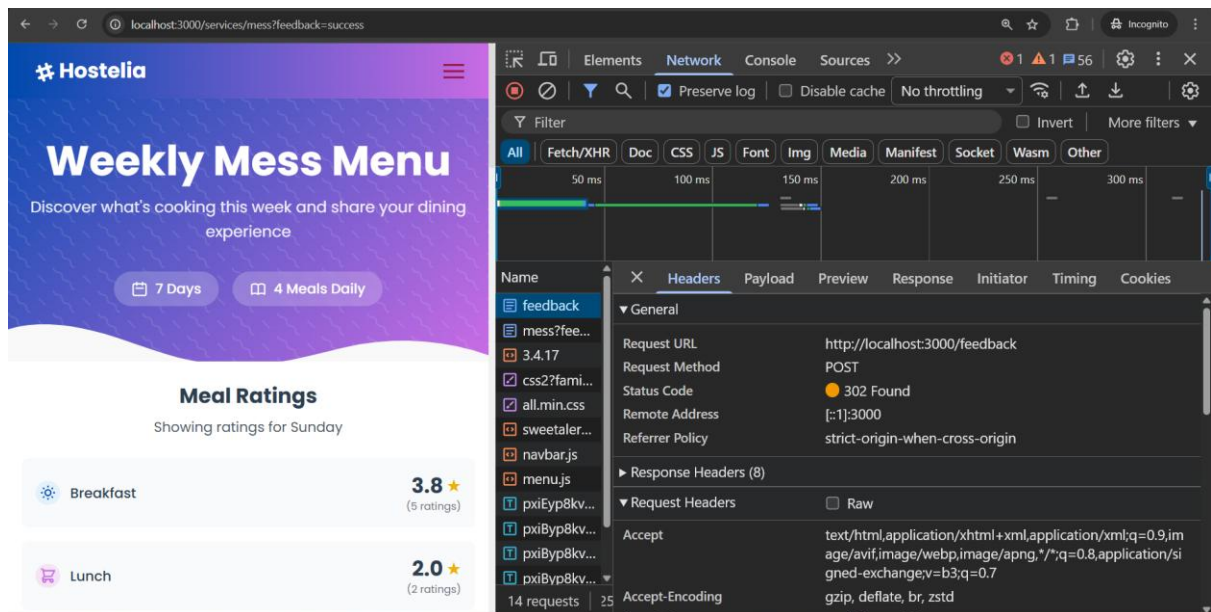 localhost:3000/services/mess?feedback=success
Incognito
Hostelia
Weekly Mess Menu
Discover what's cooking this week and share your dining
experience
7 Days
4 Meals Daily
Meal Ratings
Showing ratings for Sunday
Breakfast
3.8 ★
(5 ratings)
Lunch
2.0 ★
(2 ratings)
Elements Network Console Sources 1 1 56
Preserve log Disable cache No throttling
Filter Invert More filters
All Fetch/XHR Doc CSS JS Font Img Media Manifest Socket Wasm Other
50 ms 100 ms 150 ms 200 ms 250 ms 300 ms
Name
feedback
mess?fee...
3.4.17
css2?fami...
all.min.css
sweetaler...
navbar.js
menu.js
pxiEyp8kv...
pxiByp8kv...
pxiByp8kv...
pxiByp8kv...
14 requests 25
Headers Payload Preview Response Initiator Timing Cookies
General
Request URL http://localhost:3000/feedback
Request Method POST
Status Code 302 Found
Remote Address [::1]:3000
Referrer Policy strict-origin-when-cross-origin
Response Headers (8)
Request Headers Raw
Accept text/html,application/xhtml+xml,application/xml;q=0.9,im
age/avif,image/webp,image/apng,*/*;q=0.8,application/si
gned-exchange;v=b3;q=0.7
Accept-Encoding gzip, deflate, br, zstd